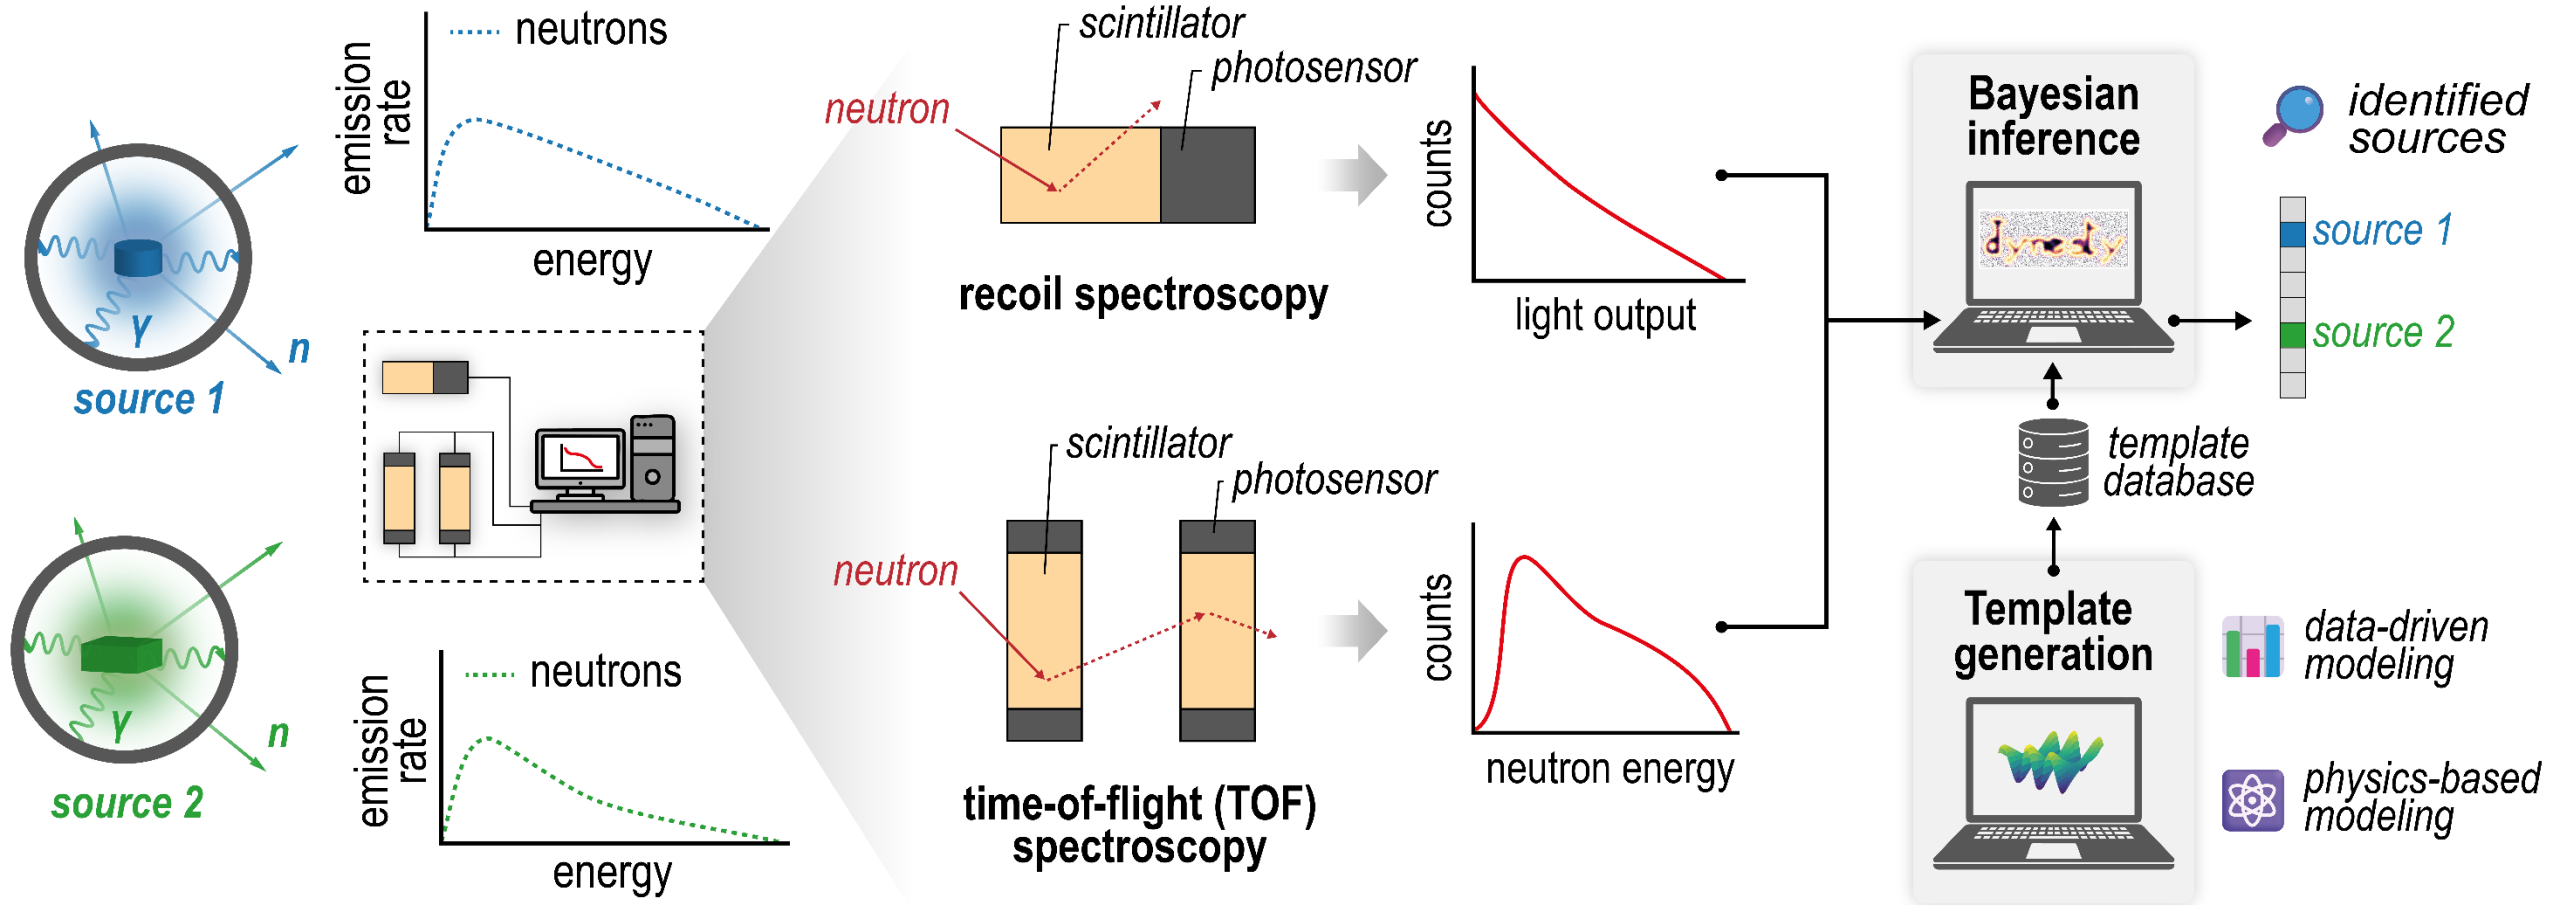 neutrons
emission
rate
energy
γ
n
source 1
γ
n
source 2
neutrons
emission
rate
energy
scintillator
photosensor
neutron
recoil spectroscopy
counts
light output
scintillator
photosensor
neutron
time-of-flight (TOF)
spectroscopy
counts
neutron energy
Bayesian
inference
dynesty
identified
sources
source 1
source 2
template
database
Template
generation
data-driven
modeling
physics-based
modeling